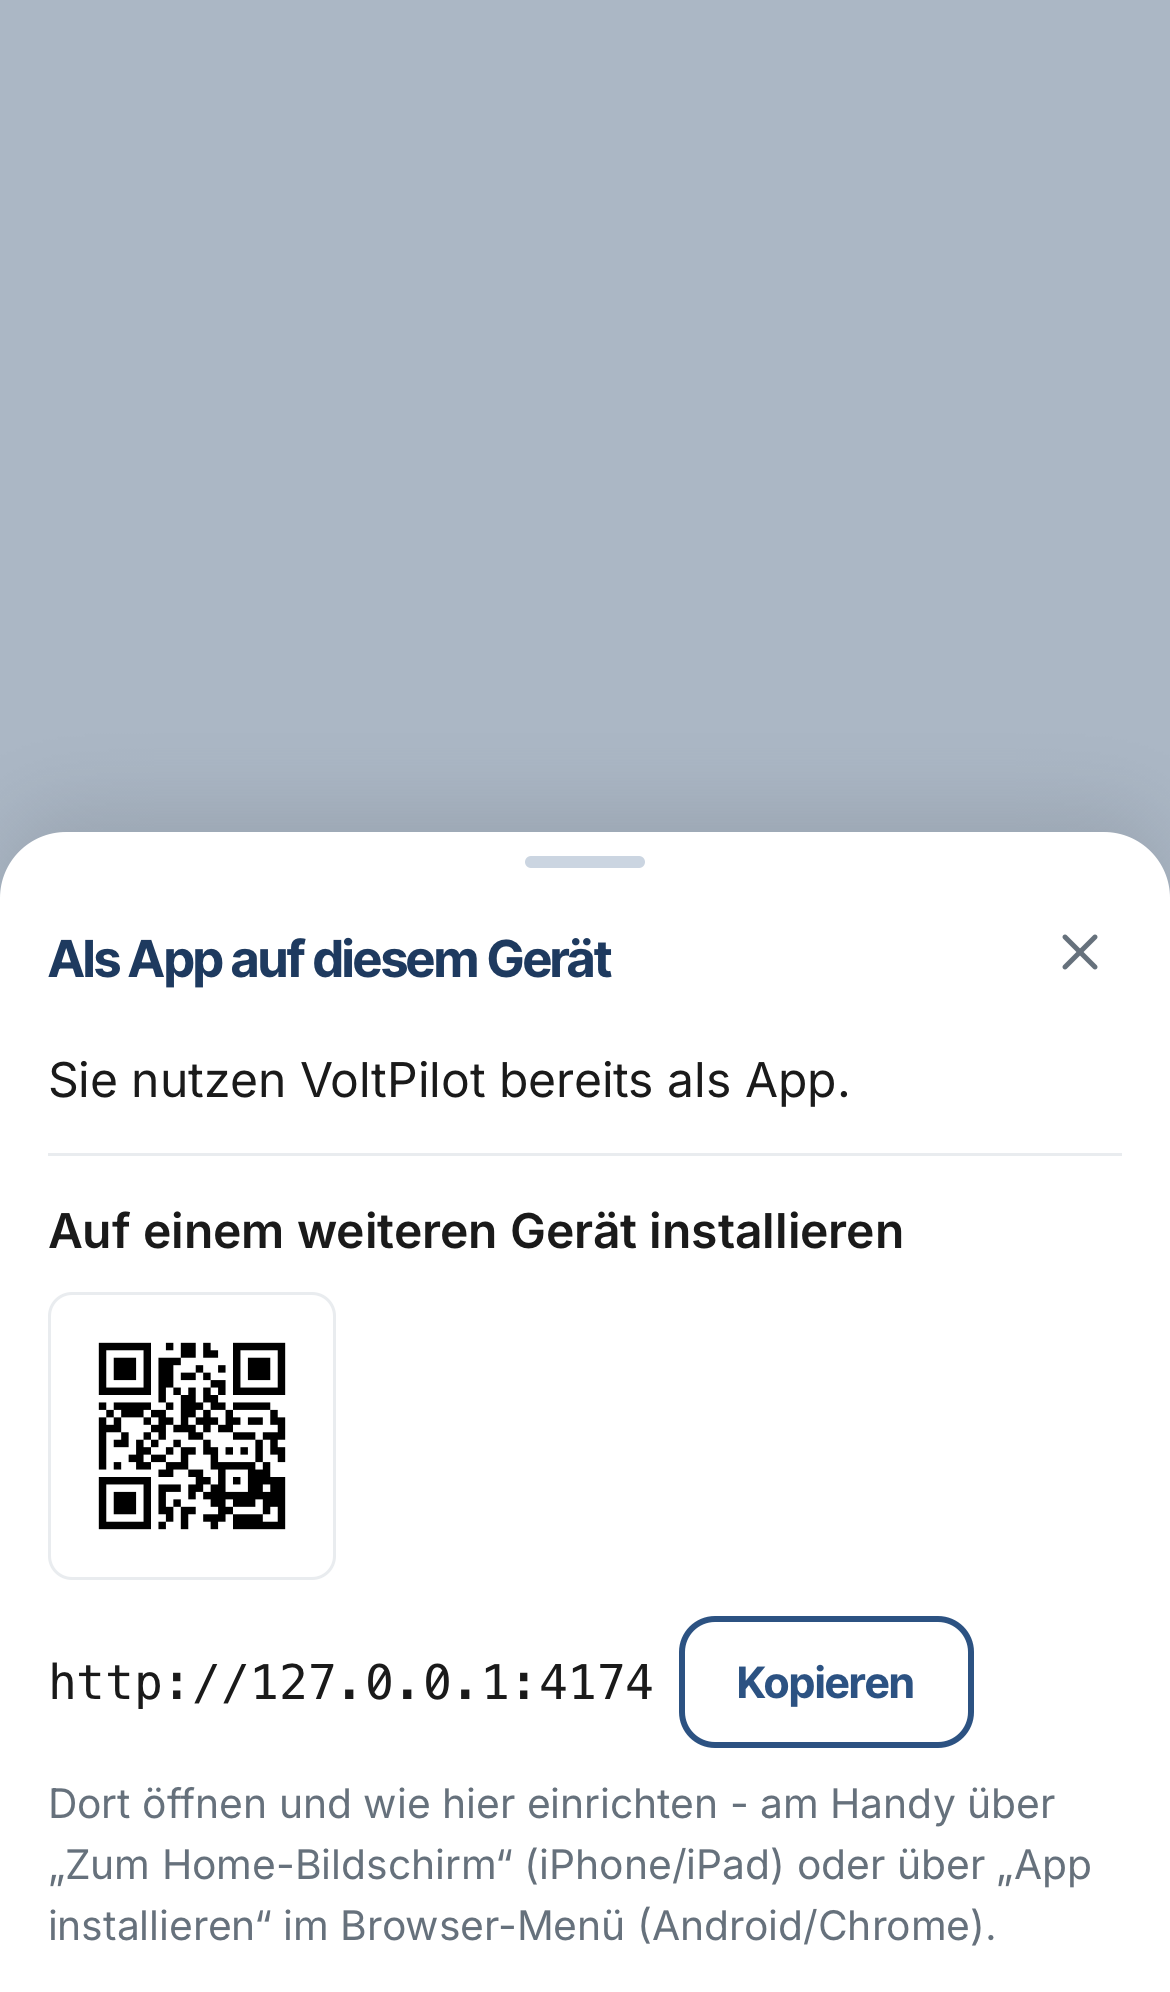 Als App auf diesem Gerät
Sie nutzen VoltPilot bereits als App.
Auf einem weiteren Gerät installieren
http://127.0.0.1:4174
Kopieren
Dort öffnen und wie hier einrichten - am Handy über
„Zum Home-Bildschirm“ (iPhone/iPad) oder über „App
installieren“ im Browser-Menü (Android/Chrome).